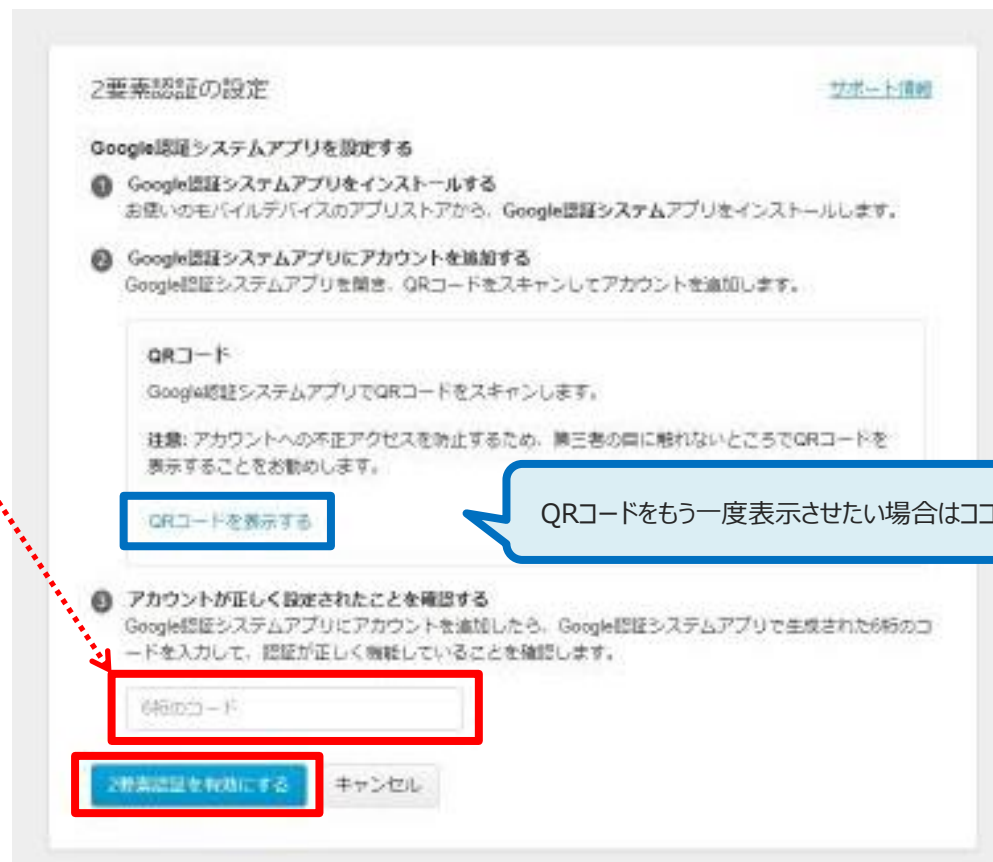 2要素認証の設定
サポート情報
Google認証システムアプリを設定する
1 Google認証システムアプリをインストールする
お使いのモバイルデバイスのアプリストアから、Google認証システムアプリをインストールします。
2 Google認証システムアプリにアカウントを追加する
Google認証システムアプリを開き、QRコードをスキャンしてアカウントを追加します。
QRコード
Google認証システムアプリでQRコードをスキャンします。
注意: アカウントへの不正アクセスを防止するため、第三者の目に触れないところでQRコードを
表示することをお勧めします。
QRコードを表示する
QRコードをもう一度表示させたい場合はココ
3 アカウントが正しく設定されたことを確認する
Google認証システムアプリにアカウントを追加したら、Google認証システムアプリで生成された6桁のコ
ードを入力して、認証が正しく機能していることを確認します。
6桁のコード
2要素認証を有効にする
キャンセル